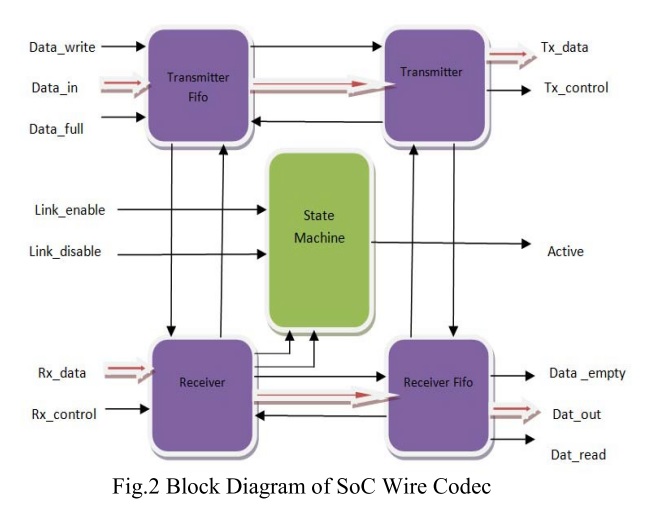 Data_write
Data_in
Data_full
Transmitter
Fifo
Transmitter
Tx_data
Tx_control
Link_enable
Link_disable
State
Machine
Active
Rx_data
Rx_control
Receiver
Receiver Fifo
Data _empty
Dat_out
Dat_read
Fig.2 Block Diagram of SoC Wire Codec